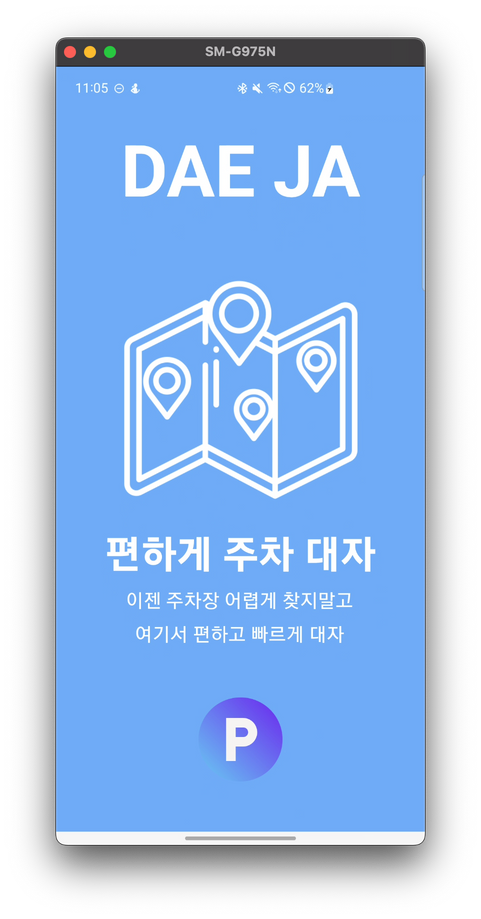 SM-G975N
11:05 62%
DAE JA
편하게 주차 대자
이젠 주차장 어렵게 찾지말고
여기서 편하고 빠르게 대자
P